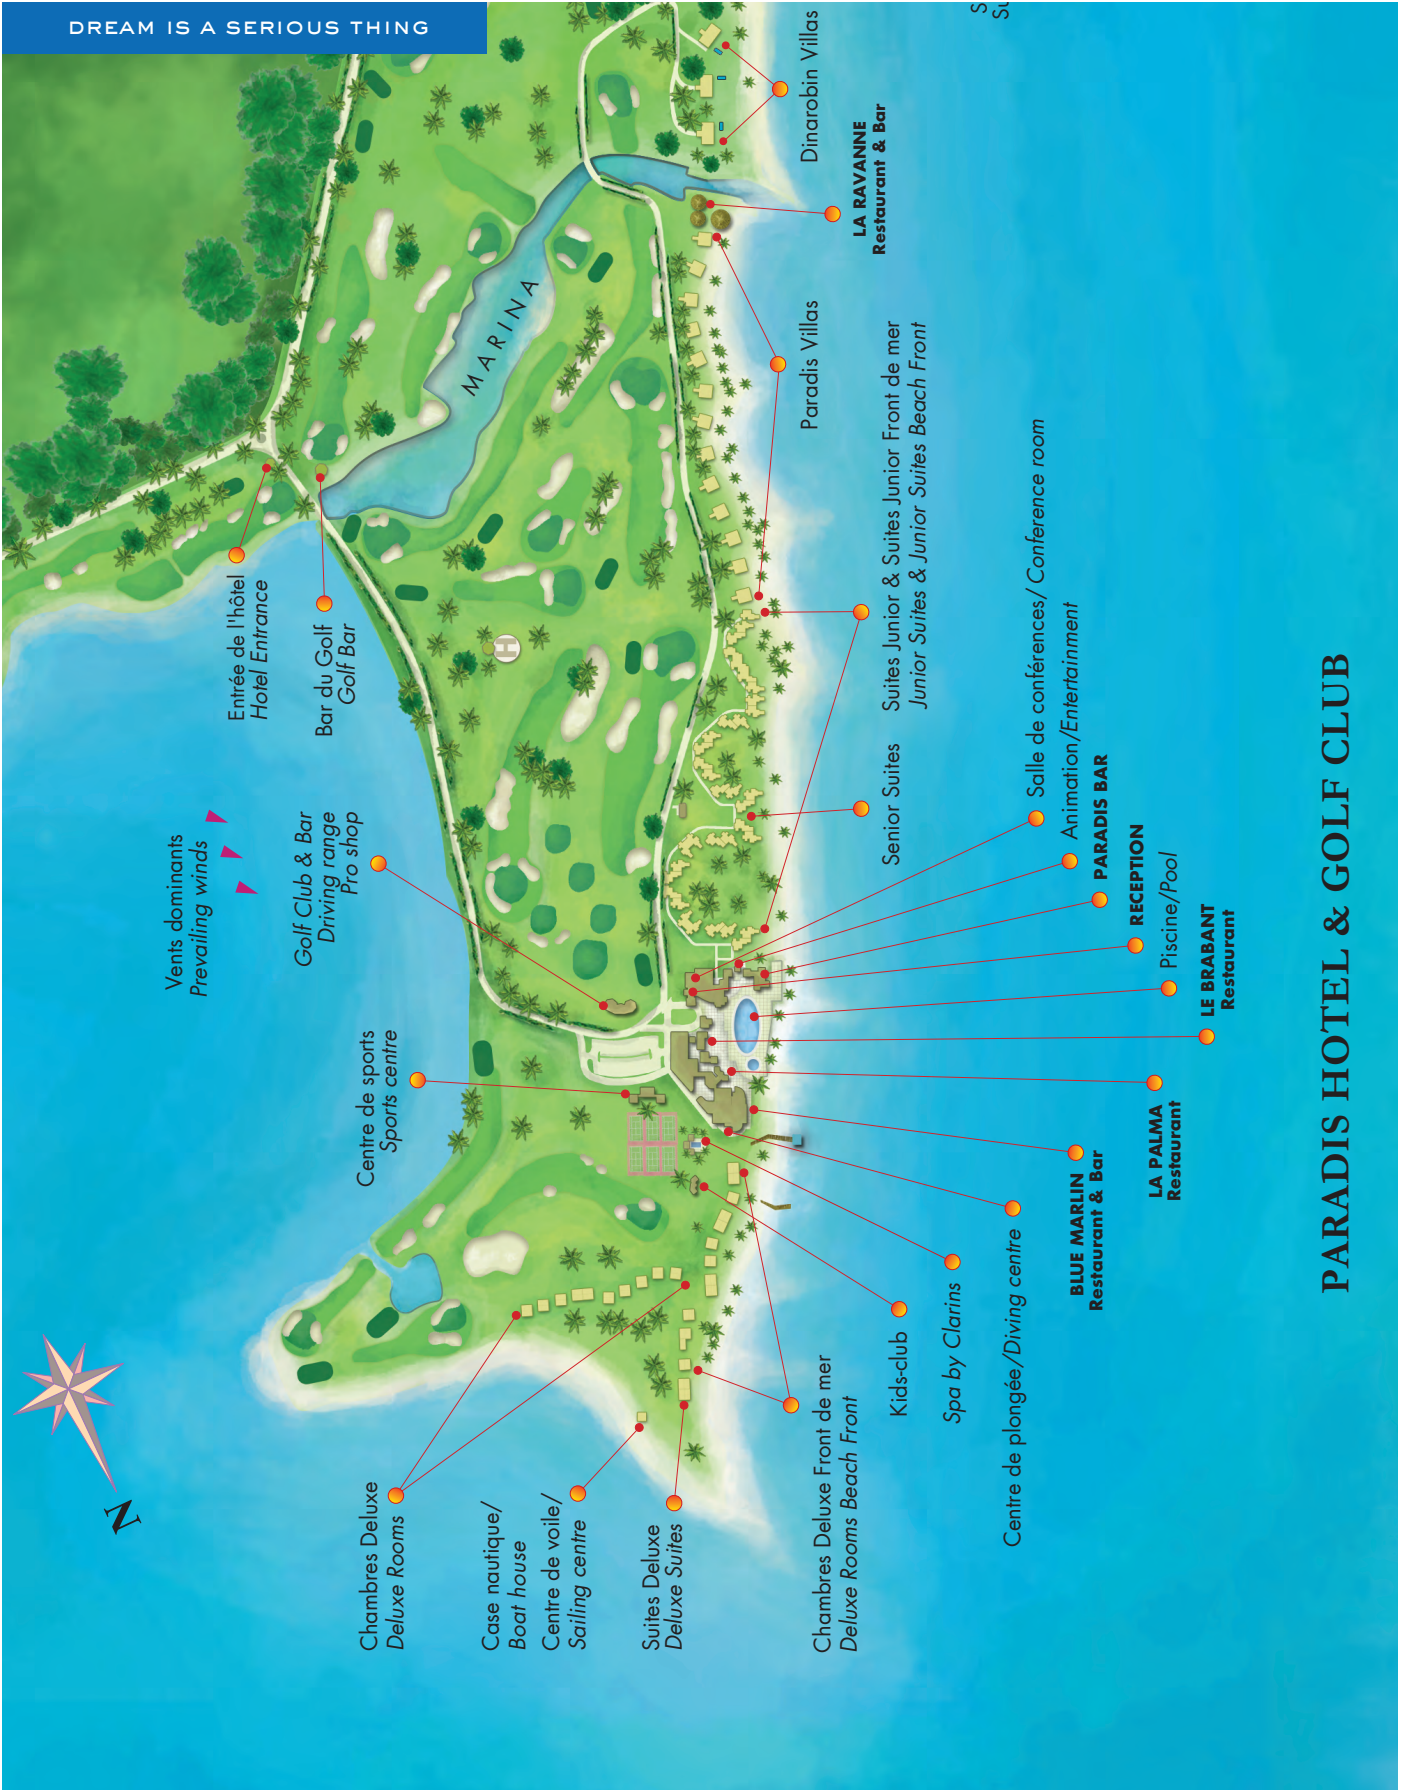 DREAM IS A SERIOUS THING
Vents dominants
Prevailing winds
Entrée de l'hôtel
Hotel Entrance
Bar du Golf
Golf Bar
Golf Club & Bar
Driving range
Pro shop
Centre de sports
Sports centre
MARINA
H
N
Chambres Deluxe
Deluxe Rooms
Case nautique/
Boat house
Centre de voile/
Sailing centre
Suites Deluxe
Deluxe Suites
Chambres Deluxe Front de mer
Deluxe Rooms Beach Front
Kids-club
Spa by Clarins
Centre de plongée/Diving centre
BLUE MARLIN
Restaurant & Bar
LA PALMA
Restaurant
LE BRABANT
Restaurant
Piscine/Pool
RECEPTION
PARADIS BAR
Animation/Entertainment
Salle de conférences/ Conference room
Senior Suites
Suites Junior & Suites Junior Front de mer
Junior Suites & Junior Suites Beach Front
Paradis Villas
LA RAVANNE
Restaurant & Bar
Dinarobin Villas
PARADIS HOTEL & GOLF CLUB